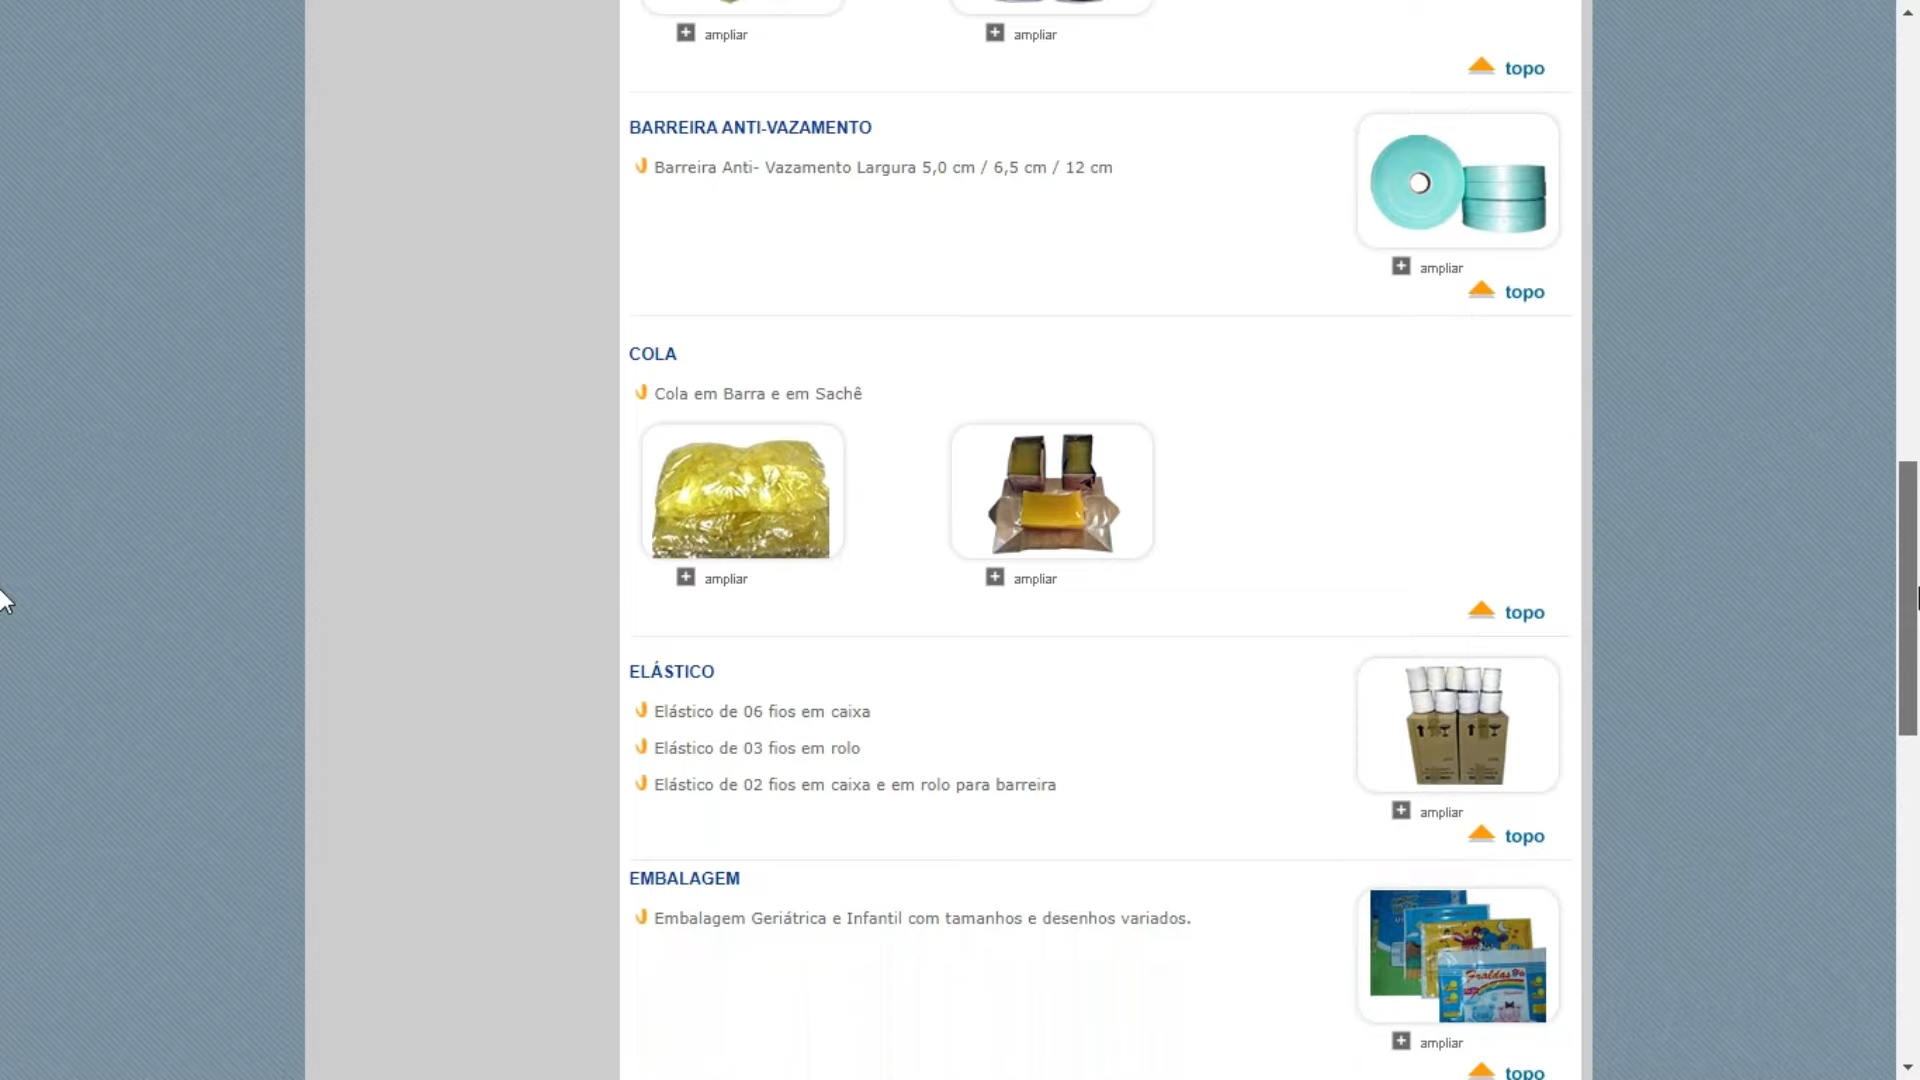 ampliar ampliar
topo
BARREIRA ANTI-VAZAMENTO
Barreira Anti- Vazamento Largura 5,0 cm / 6,5 cm / 12 cm
ampliar
topo
COLA
Cola em Barra e em Sachê
ampliar ampliar
topo
ELÁSTICO
Elástico de 06 fios em caixa
Elástico de 03 fios em rolo
Elástico de 02 fios em caixa e em rolo para barreira
ampliar
topo
EMBALAGEM
Embalagem Geriátrica e Infantil com tamanhos e desenhos variados.
Fraldas
ampliar
topo